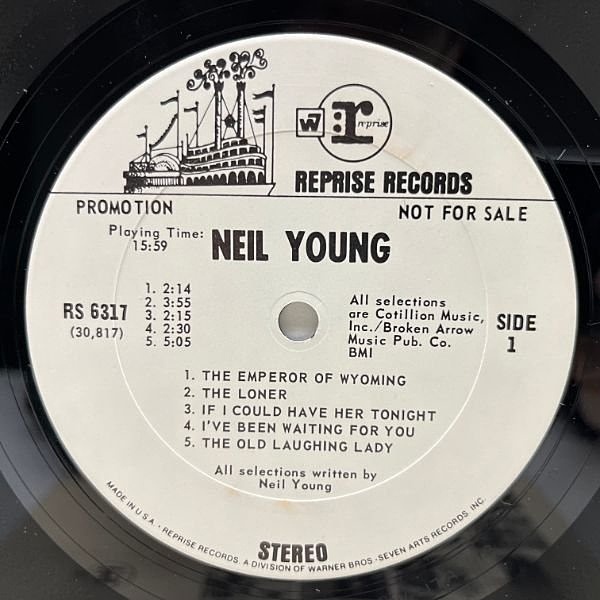 W7
r:
reprise
REPRISE RECORDS
PROMOTION
NOT FOR SALE
Playing Time:
15:59
NEIL YOUNG
1. 2:14
2. 3:55
3. 2:15
4. 2:30
5. 5:05
RS 6317
(30,817)
All selections
are Cotillion Music,
Inc./Broken Arrow
Music Pub. Co.
BMI
SIDE
1
1. THE EMPEROR OF WYOMING
2. THE LONER
3. IF I COULD HAVE HER TONIGHT
4. I'VE BEEN WAITING FOR YOU
5. THE OLD LAUGHING LADY
All selections written by
Neil Young
STEREO
MADE IN U.S.A. · REPRISE RECORDS, A DIVISION OF WARNER BROS.-SEVEN ARTS RECORDS, INC.